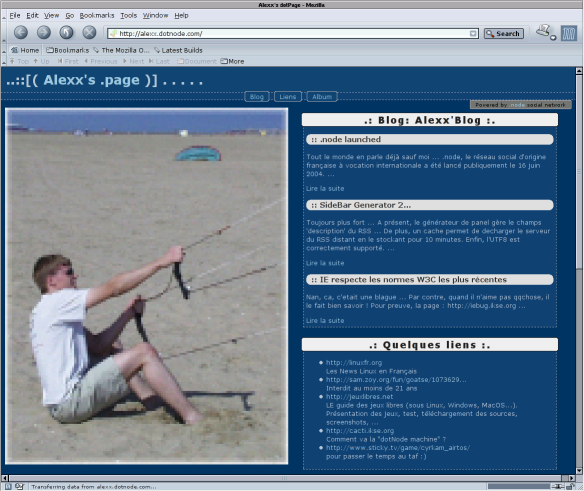 Alexx's delPage - Mozilla
File Edit View Go Bookmarks Tools Window Help
http://alexx.dotnode.com/
Search
Home Bookmarks The Mozilla O... Latest Builds
Top Up First Previous Next Last Document More
..::[( Alexx's .page )] . . . . .
Blog Liens Album
Powered by .node social network
.: Blog: Alexx'Blog :.
:: .node launched
Tout le monde en parle déjà sauf moi ... .node, le réseau social d'origine
française à vocation internationale a été lancé publiquement le 16 juin
2004. ...
Lire la suite
:: SideBar Generator 2...
Toujours plus fort ... A présent, le générateur de panel gère le champs
'description' du RSS ... De plus, un cache permet de decharger le serveur
du RSS distant en le stockant pour 10 minutes. Enfin, l'UTF8 est
correctement supporté. ...
Lire la suite
:: IE respecte les normes W3C les plus récentes
Nan, ca, c'etait une blague ... Par contre, quand il n'aime pas qqchose, il
le fait bien savoir ! Pour preuve, la page : http://iebug.ikse.org ...
Lire la suite
.: Quelques liens :.
http://linuxfr.org
Les News Linux en Français
http://sam.zoy.org/fun/goatse/1073629...
Interdit au moins de 21 ans
http://jeuxlibres.net
LE guide des jeux libres (sous Linux, Windows, MacOS...).
Présentation des jeux, test, téléchargement des sources,
screenshots, ...
http://cacti.ikse.org
Comment va la "dotNode machine" ?
http://www.sticky.tv/game/cyrkam_airtos/
pour passer le temps au taf :)
Transferring data from alexx.dotnode.com...